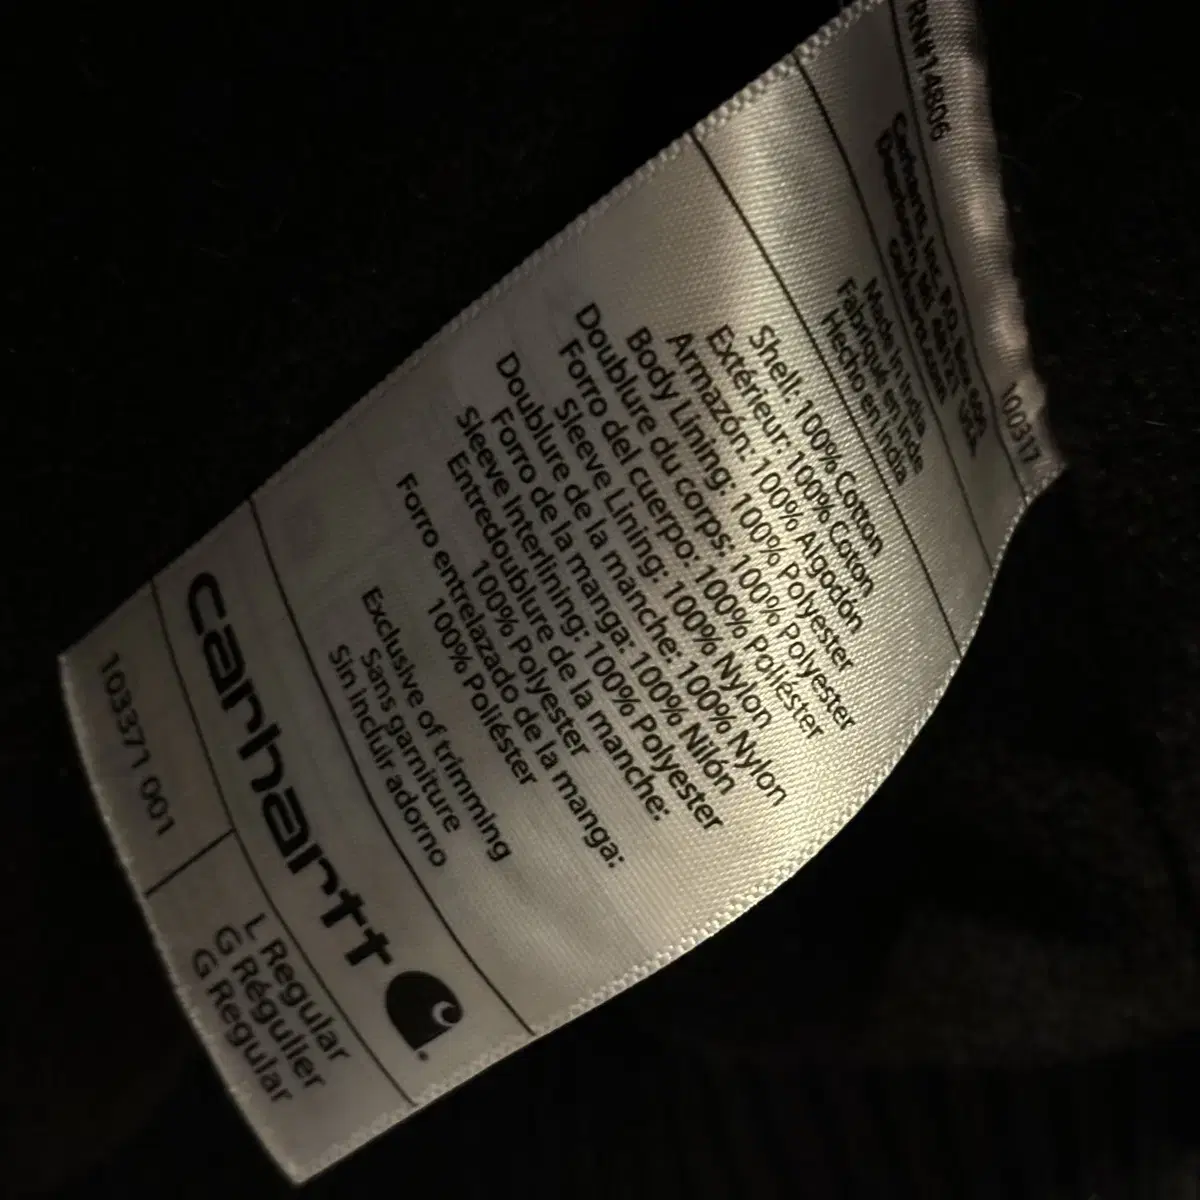 RN#14806
100317
Carhartt, Inc. P.O. Box 600
Dearborn, MI 48121 USA
carhartt.com
Made in India
Fabriqué en Inde
Hecho en India
Shell: 100% Cotton
Extérieur: 100% Coton
Armazón: 100% Algodón
Body Lining: 100% Polyester
Doublure du corps: 100% Polyester
Forro del cuerpo: 100% Poliéster
Sleeve Lining: 100% Nylon
Doublure de la manche: 100% Nylon
Forro de la manga: 100% Nilón
Sleeve Interlining: 100% Polyester
Entredoublure de la manche:
100% Polyester
Forro entrelazado de la manga:
100% Poliéster
Exclusive of trimming
Sans garniture
Sin incluir adorno
carhartt
103371 001
L Regular
G Régulier
G Regular